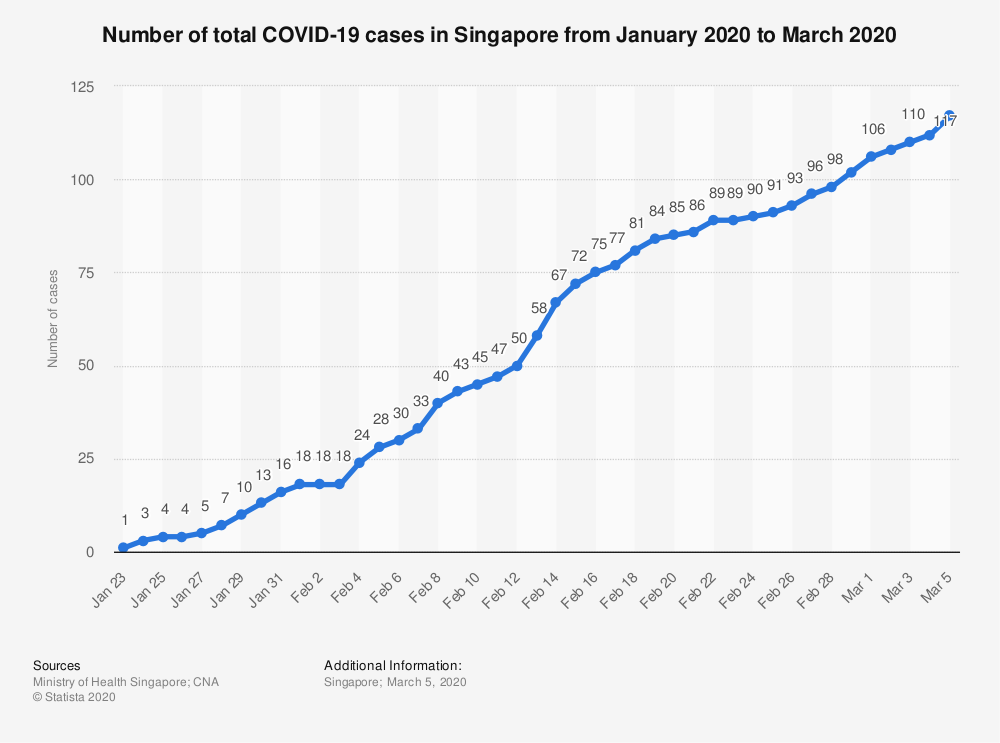 Number of total COVID-19 cases in Singapore from January 2020 to March 2020
125
100
75
50
25
0
Number of cases
1 3 4 4 5 7 10 13 16 18 18 18 24 28 30 33 40 43 45 47 50 58 67 72 75 77 81 84 85 86 89 89 90 91 93 96 98 106 110 117
Jan 23 Jan 25 Jan 27 Jan 29 Jan 31 Feb 2 Feb 4 Feb 6 Feb 8 Feb 10 Feb 12 Feb 14 Feb 16 Feb 18 Feb 20 Feb 22 Feb 24 Feb 26 Feb 28 Mar 1 Mar 3 Mar 5
Sources
Ministry of Health Singapore; CNA
© Statista 2020
Additional Information:
Singapore; March 5, 2020